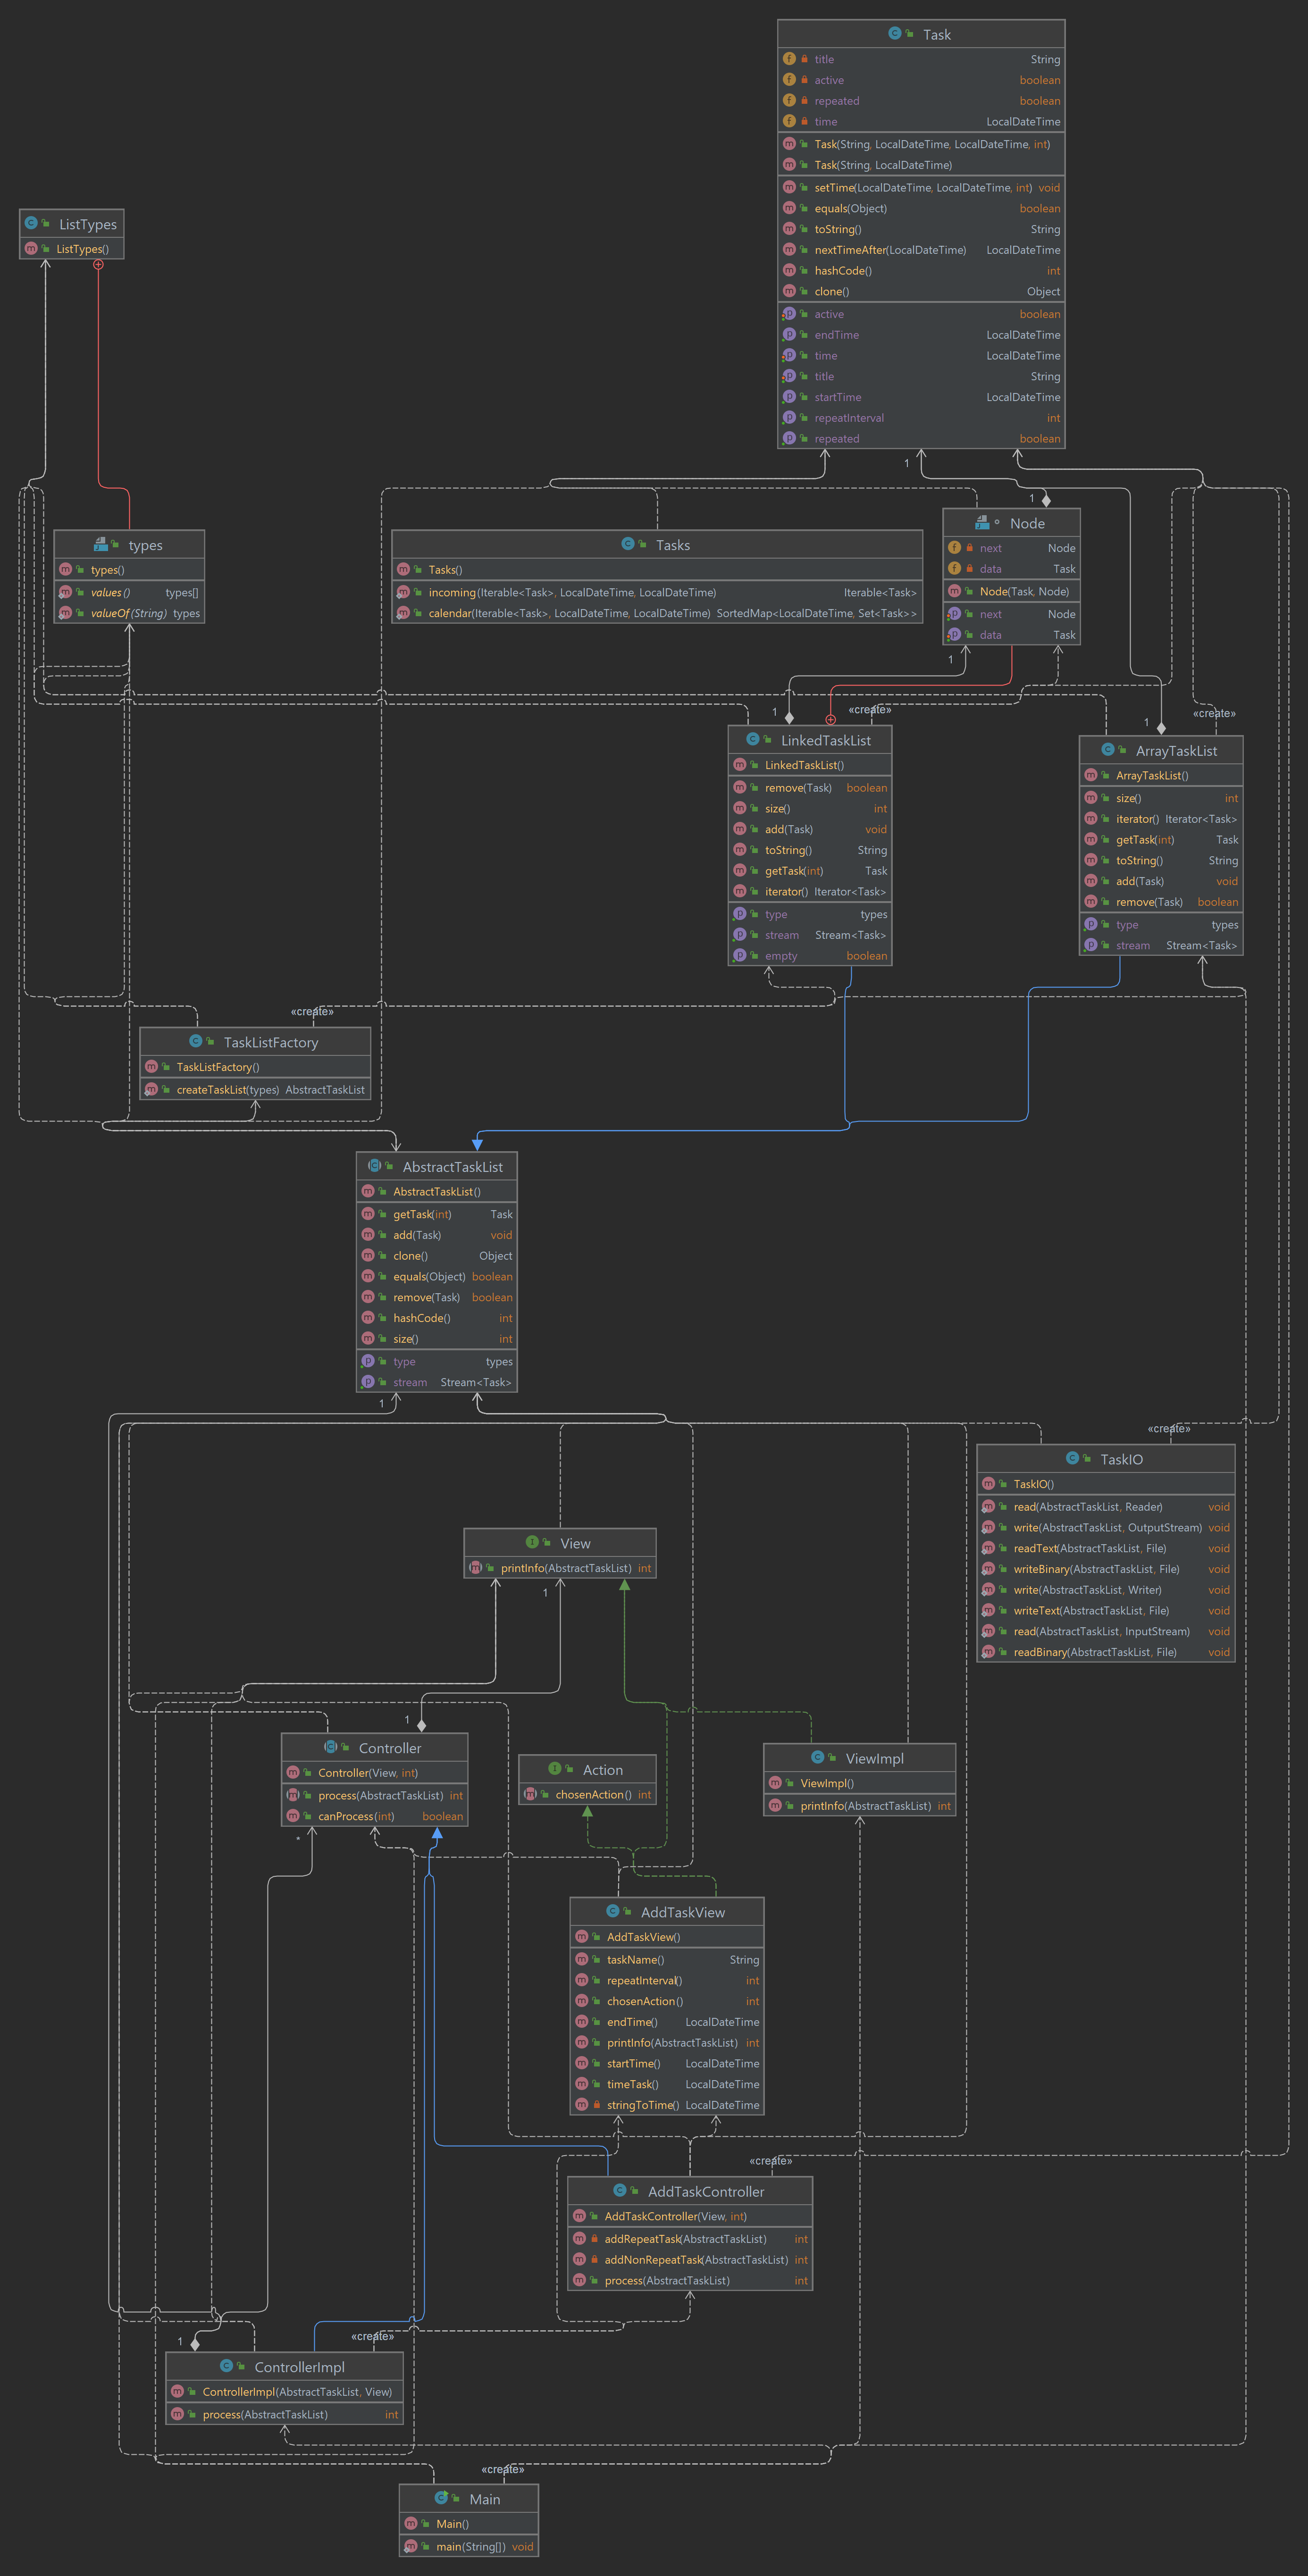 Task
title String
active boolean
repeated boolean
time LocalDateTime
Task(String, LocalDateTime, LocalDateTime, int)
Task(String, LocalDateTime)
setTime(LocalDateTime, LocalDateTime, int) void
equals(Object) boolean
toString() String
nextTimeAfter(LocalDateTime) LocalDateTime
hashCode() int
clone() Object
active boolean
endTime LocalDateTime
time LocalDateTime
title String
startTime LocalDateTime
repeatInterval int
repeated boolean
ListTypes
ListTypes()
1
1
types
types()
values() types[]
valueOf(String) types
Tasks
Tasks()
incoming(Iterable<Task>, LocalDateTime, LocalDateTime) Iterable<Task>
calendar(Iterable<Task>, LocalDateTime, LocalDateTime) SortedMap<LocalDateTime, Set<Task>>
Node
next Node
data Task
Node(Task, Node)
next Node
data Task
1
1
«create»
1
«create»
LinkedTaskList
LinkedTaskList()
remove(Task) boolean
size() int
add(Task) void
toString() String
getTask(int) Task
iterator() Iterator<Task>
type types
stream Stream<Task>
empty boolean
ArrayTaskList
ArrayTaskList()
size() int
iterator() Iterator<Task>
getTask(int) Task
toString() String
add(Task) void
remove(Task) boolean
type types
stream Stream<Task>
«create»
TaskListFactory
TaskListFactory()
createTaskList(types) AbstractTaskList
AbstractTaskList
AbstractTaskList()
getTask(int) Task
add(Task) void
clone() Object
equals(Object) boolean
remove(Task) boolean
hashCode() int
size() int
type types
stream Stream<Task>
1
«create»
TaskIO
TaskIO()
read(AbstractTaskList, Reader) void
write(AbstractTaskList, OutputStream) void
readText(AbstractTaskList, File) void
writeBinary(AbstractTaskList, File) void
write(AbstractTaskList, Writer) void
writeText(AbstractTaskList, File) void
read(AbstractTaskList, InputStream) void
readBinary(AbstractTaskList, File) void
View
printInfo(AbstractTaskList) int
1
1
Controller
Controller(View, int)
process(AbstractTaskList) int
canProcess(int) boolean
*
Action
chosenAction() int
ViewImpl
ViewImpl()
printInfo(AbstractTaskList) int
AddTaskView
AddTaskView()
taskName() String
repeatInterval() int
chosenAction() int
endTime() LocalDateTime
printInfo(AbstractTaskList) int
startTime() LocalDateTime
timeTask() LocalDateTime
stringToTime() LocalDateTime
«create»
AddTaskController
AddTaskController(View, int)
addRepeatTask(AbstractTaskList) int
addNonRepeatTask(AbstractTaskList) int
process(AbstractTaskList) int
1
«create»
ControllerImpl
ControllerImpl(AbstractTaskList, View)
process(AbstractTaskList) int
«create»
Main
Main()
main(String[]) void